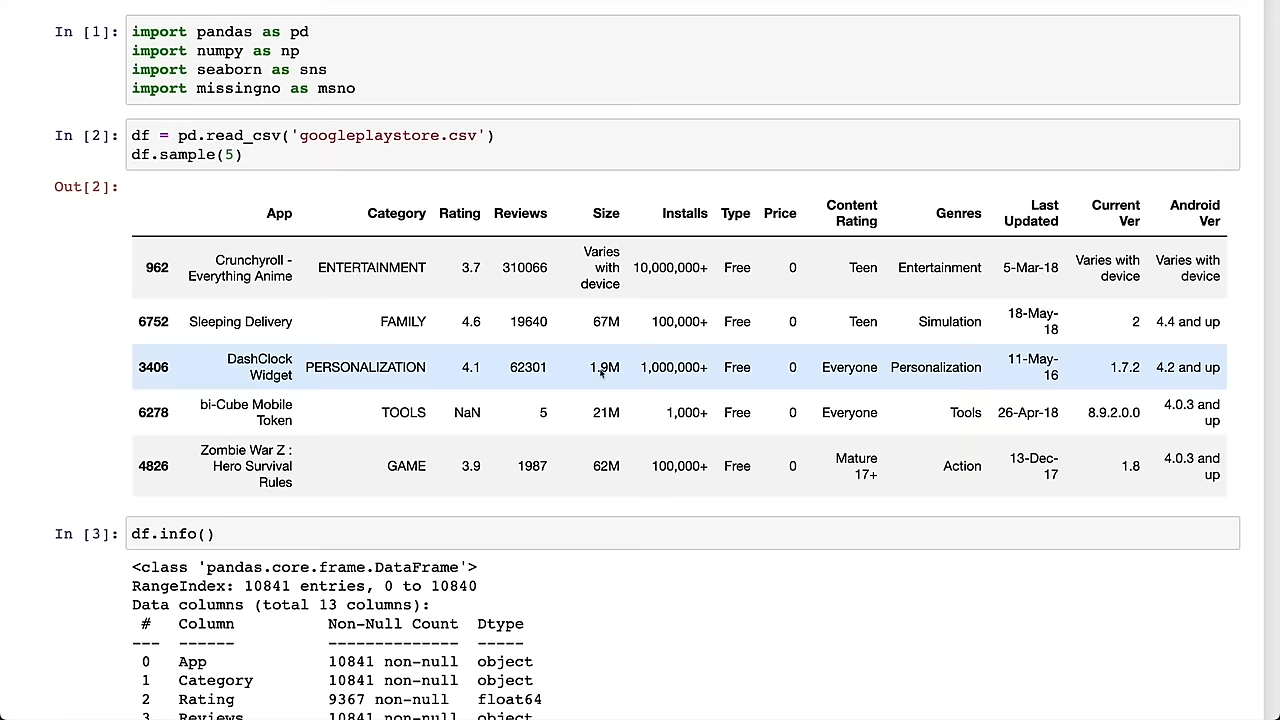 In [1]: import pandas as pd
import numpy as np
import seaborn as sns
import missingno as msno
In [2]: df = pd.read_csv('googleplaystore.csv')
df.sample(5)
Out[2]:
App Category Rating Reviews Size Installs Type Price Content Rating Genres Last Updated Current Ver Android Ver
962 Crunchyroll - Everything Anime ENTERTAINMENT 3.7 310066 Varies with device 10,000,000+ Free 0 Teen Entertainment 5-Mar-18 Varies with device Varies with device
6752 Sleeping Delivery FAMILY 4.6 19640 67M 100,000+ Free 0 Teen Simulation 18-May-18 2 4.4 and up
3406 DashClock Widget PERSONALIZATION 4.1 62301 1.9M 1,000,000+ Free 0 Everyone Personalization 11-May-16 1.7.2 4.2 and up
6278 bi-Cube Mobile Token TOOLS NaN 5 21M 1,000+ Free 0 Everyone Tools 26-Apr-18 8.9.2.0.0 4.0.3 and up
4826 Zombie War Z : Hero Survival Rules GAME 3.9 1987 62M 100,000+ Free 0 Mature 17+ Action 13-Dec-17 1.8 4.0.3 and up
In [3]: df.info()
<class 'pandas.core.frame.DataFrame'>
RangeIndex: 10841 entries, 0 to 10840
Data columns (total 13 columns):
# Column Non-Null Count Dtype
--- ------ -------------- -----
0 App 10841 non-null object
1 Category 10841 non-null object
2 Rating 9367 non-null float64
3 Reviews 10841 non-null object